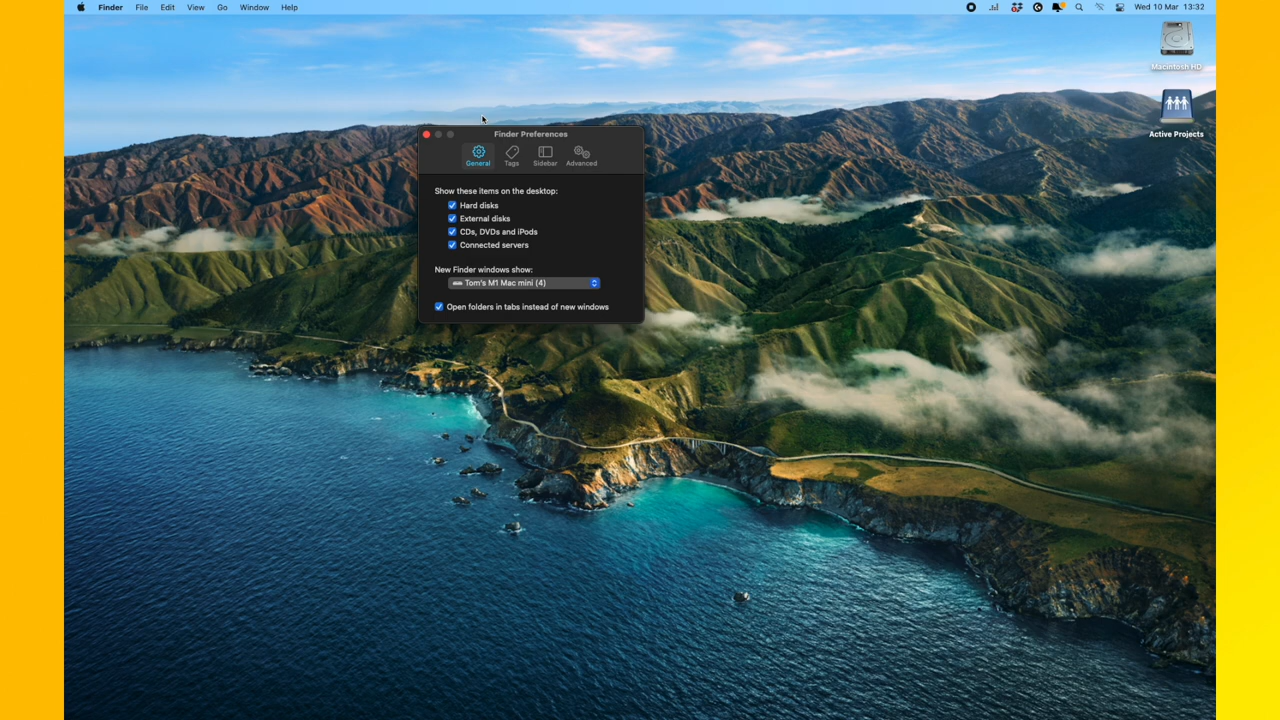 Finder File Edit View Go Window Help Wed 10 Mar 13:32
Macintosh HD
Active Projects
Finder Preferences
General Tags Sidebar Advanced
Show these items on the desktop:
Hard disks
External disks
CDs, DVDs and iPods
Connected servers
New Finder windows show:
Tom's M1 Mac mini (4)
Open folders in tabs instead of new windows